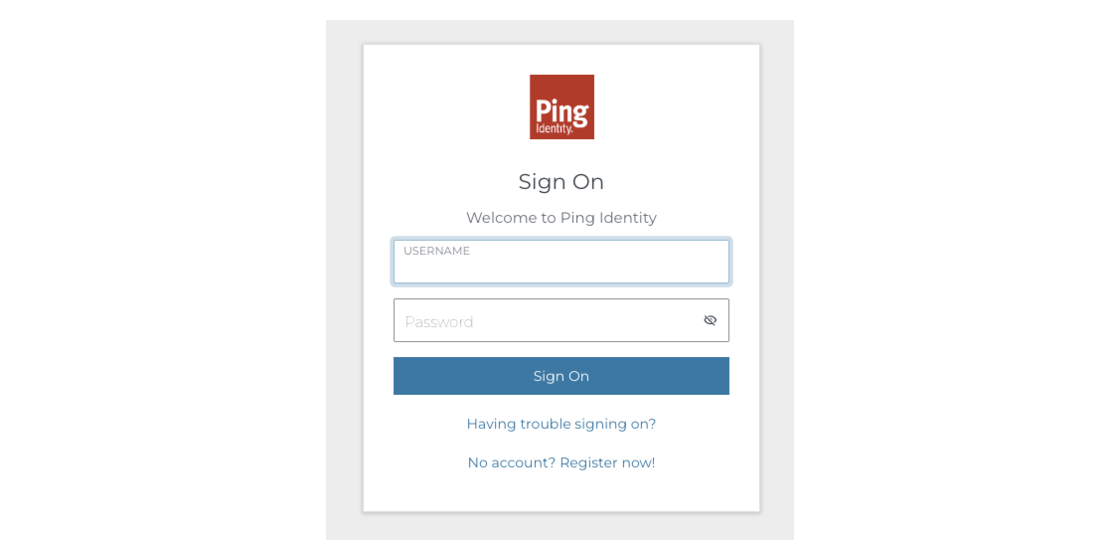 Ping
Identity.
Sign On
Welcome to Ping Identity
USERNAME
Password
Sign On
Having trouble signing on?
No account? Register now!